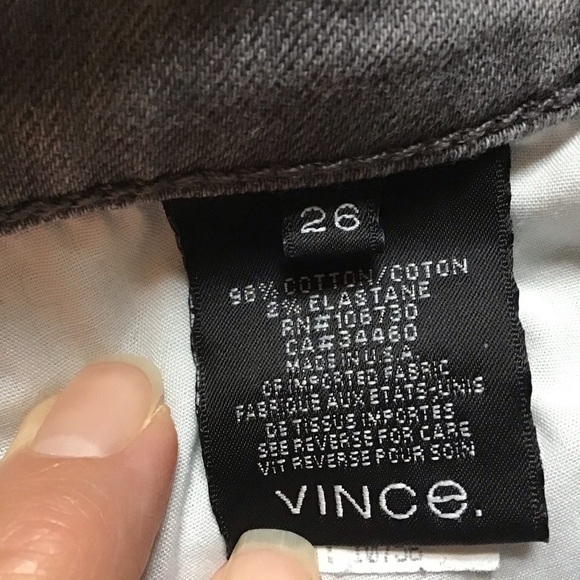 26
98% COTTON/COTON
2% ELASTANE
RN#106730
CA#34460
MADE IN U.S.A
OF IMPORTED FABRIC
FABRIQUE AUX ETATS-UNIS
DE TISSUS IMPORTES
SEE REVERSE FOR CARE
VIT REVERSE POUR SOIN
VINCE.